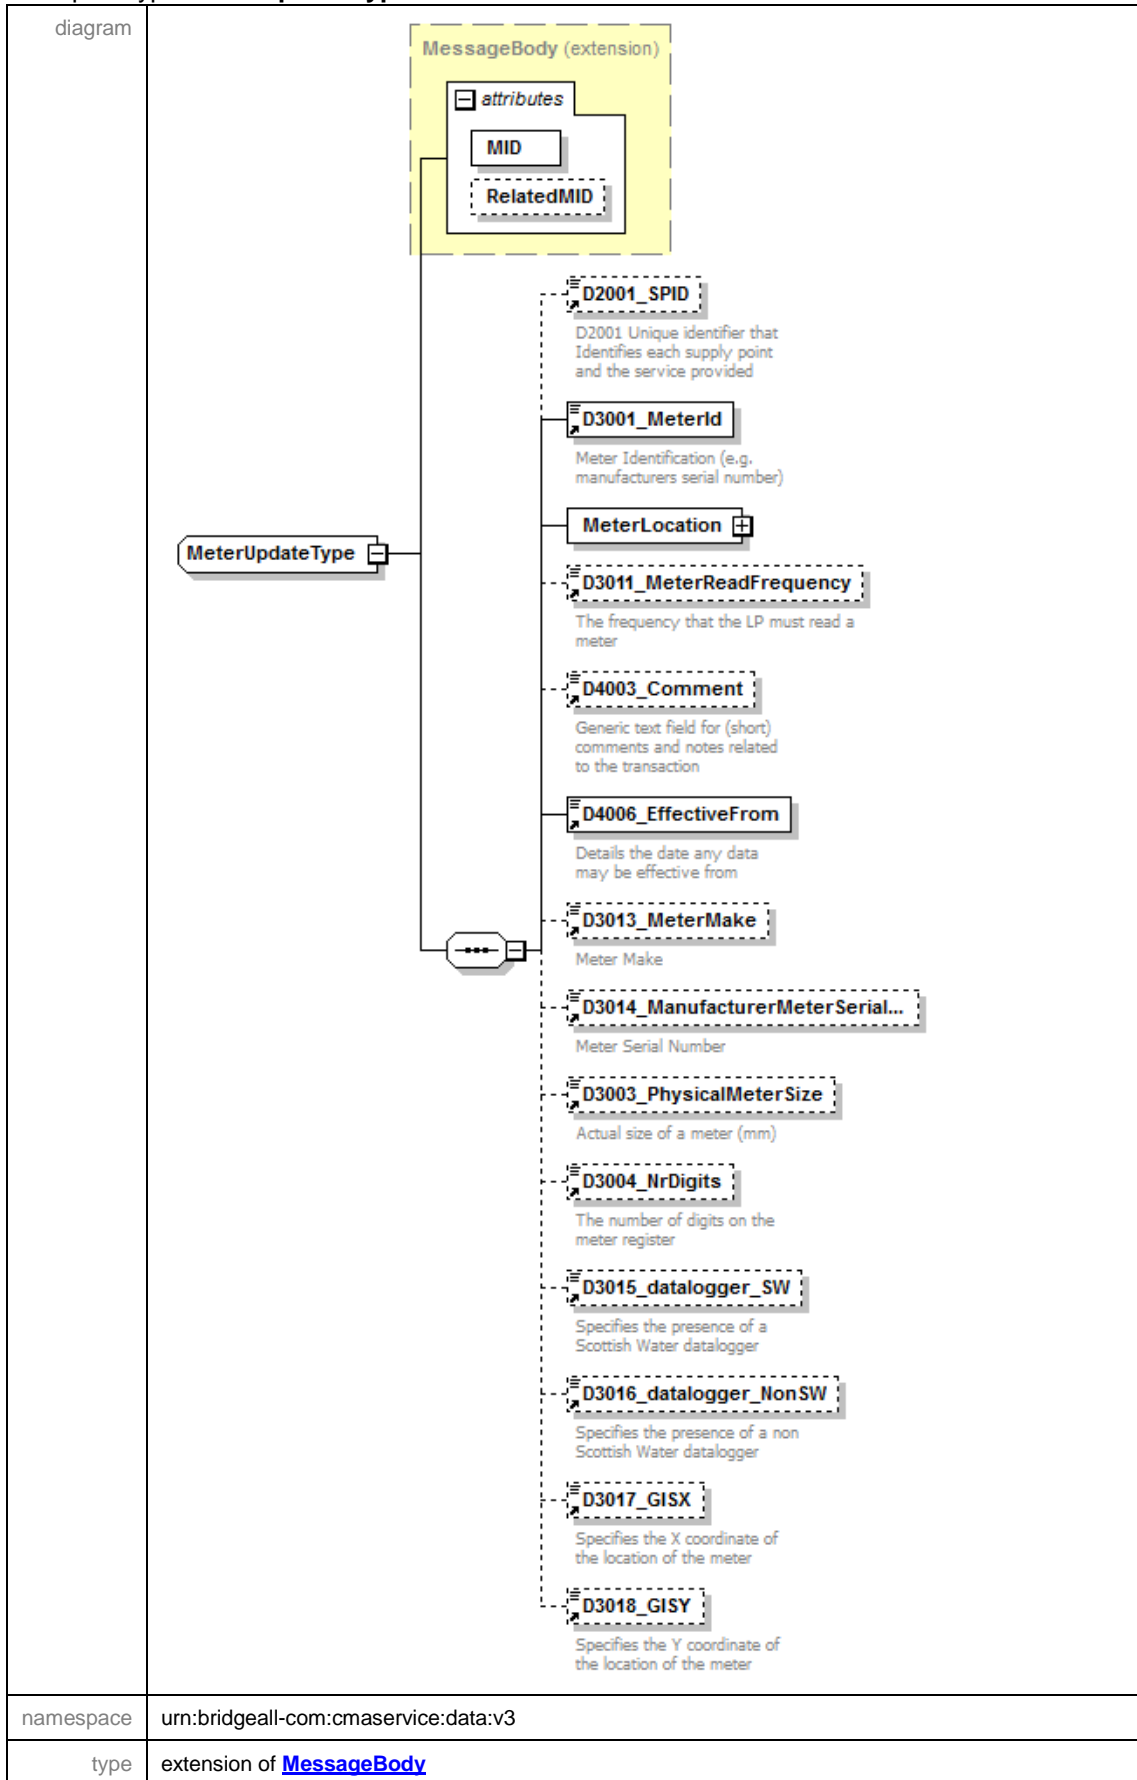 diagram
MessageBody (extension)
attributes
MID
RelatedMID
D2001_SPID
D2001 Unique identifier that
Identifies each supply point
and the service provided
D3001_MeterId
Meter Identification (e.g.
manufacturers serial number)
MeterLocation
MeterUpdateType
D3011_MeterReadFrequency
The frequency that the LP must read a
meter
D4003_Comment
Generic text field for (short)
comments and notes related
to the transaction
D4006_EffectiveFrom
Details the date any data
may be effective from
D3013_MeterMake
Meter Make
D3014_ManufacturerMeterSerial...
Meter Serial Number
D3003_PhysicalMeterSize
Actual size of a meter (mm)
D3004_NrDigits
The number of digits on the
meter register
D3015_datalogger_SW
Specifies the presence of a
Scottish Water datalogger
D3016_datalogger_NonSW
Specifies the presence of a non
Scottish Water datalogger
D3017_GISX
Specifies the X coordinate of
the location of the meter
D3018_GISY
Specifies the Y coordinate of
the location of the meter
namespace urn:bridgeall-com:cmaservice:data:v3
type extension of MessageBody